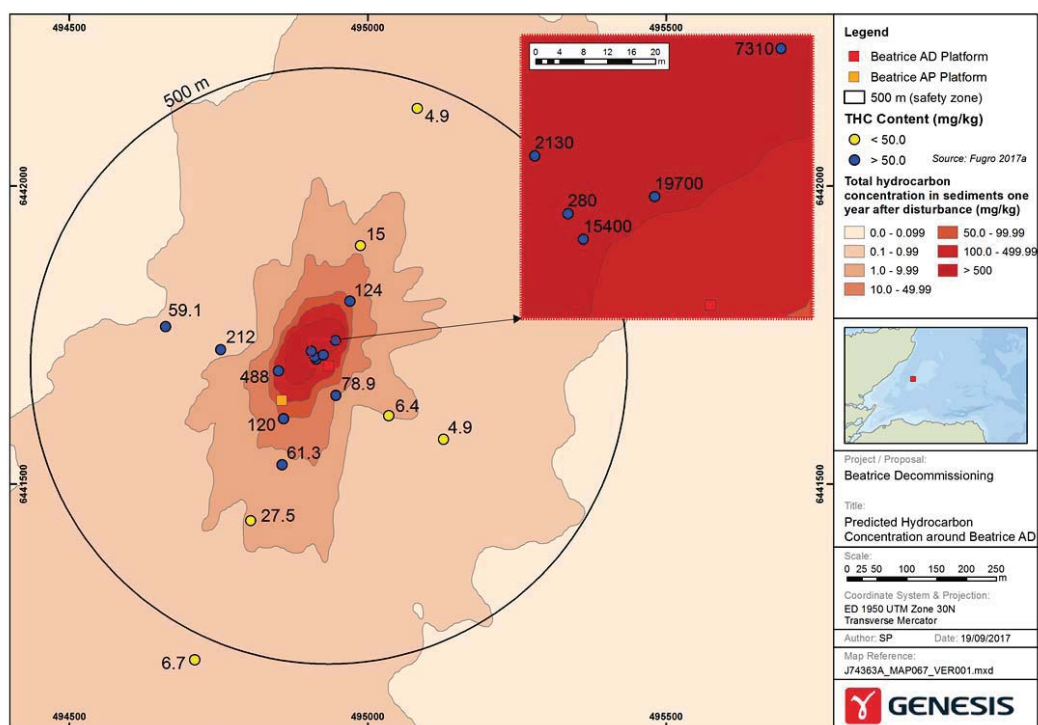 494500
495000
495500
6442000
6441500
6442000
6441500
494500
495000
495500
500 m
4.9
15
124
59.1
212
488
78.9
120
6.4
4.9
61.3
27.5
6.7
0 4 8 12 16 20
m
7310
2130
19700
280
15400
Legend
Beatrice AD Platform
Beatrice AP Platform
500 m (safety zone)
THC Content (mg/kg)
< 50.0
> 50.0 Source: Fugro 2017a
Total hydrocarbon
concentration in sediments one
year after disturbance (mg/kg)
0.0 - 0.099 50.0 - 99.99
0.1 - 0.99 100.0 - 499.99
1.0 - 9.99 > 500
10.0 - 49.99
Project / Proposal:
Beatrice Decommissioning
Title:
Predicted Hydrocarbon
Concentration around Beatrice AD
Scale:
0 25 50 100 150 200 250
m
Coordinate System & Projection:
ED 1950 UTM Zone 30N
Transverse Mercator
Author: SP Date: 19/09/2017
Map Reference:
J74363A_MAP067_VER001.mxd
GENESIS